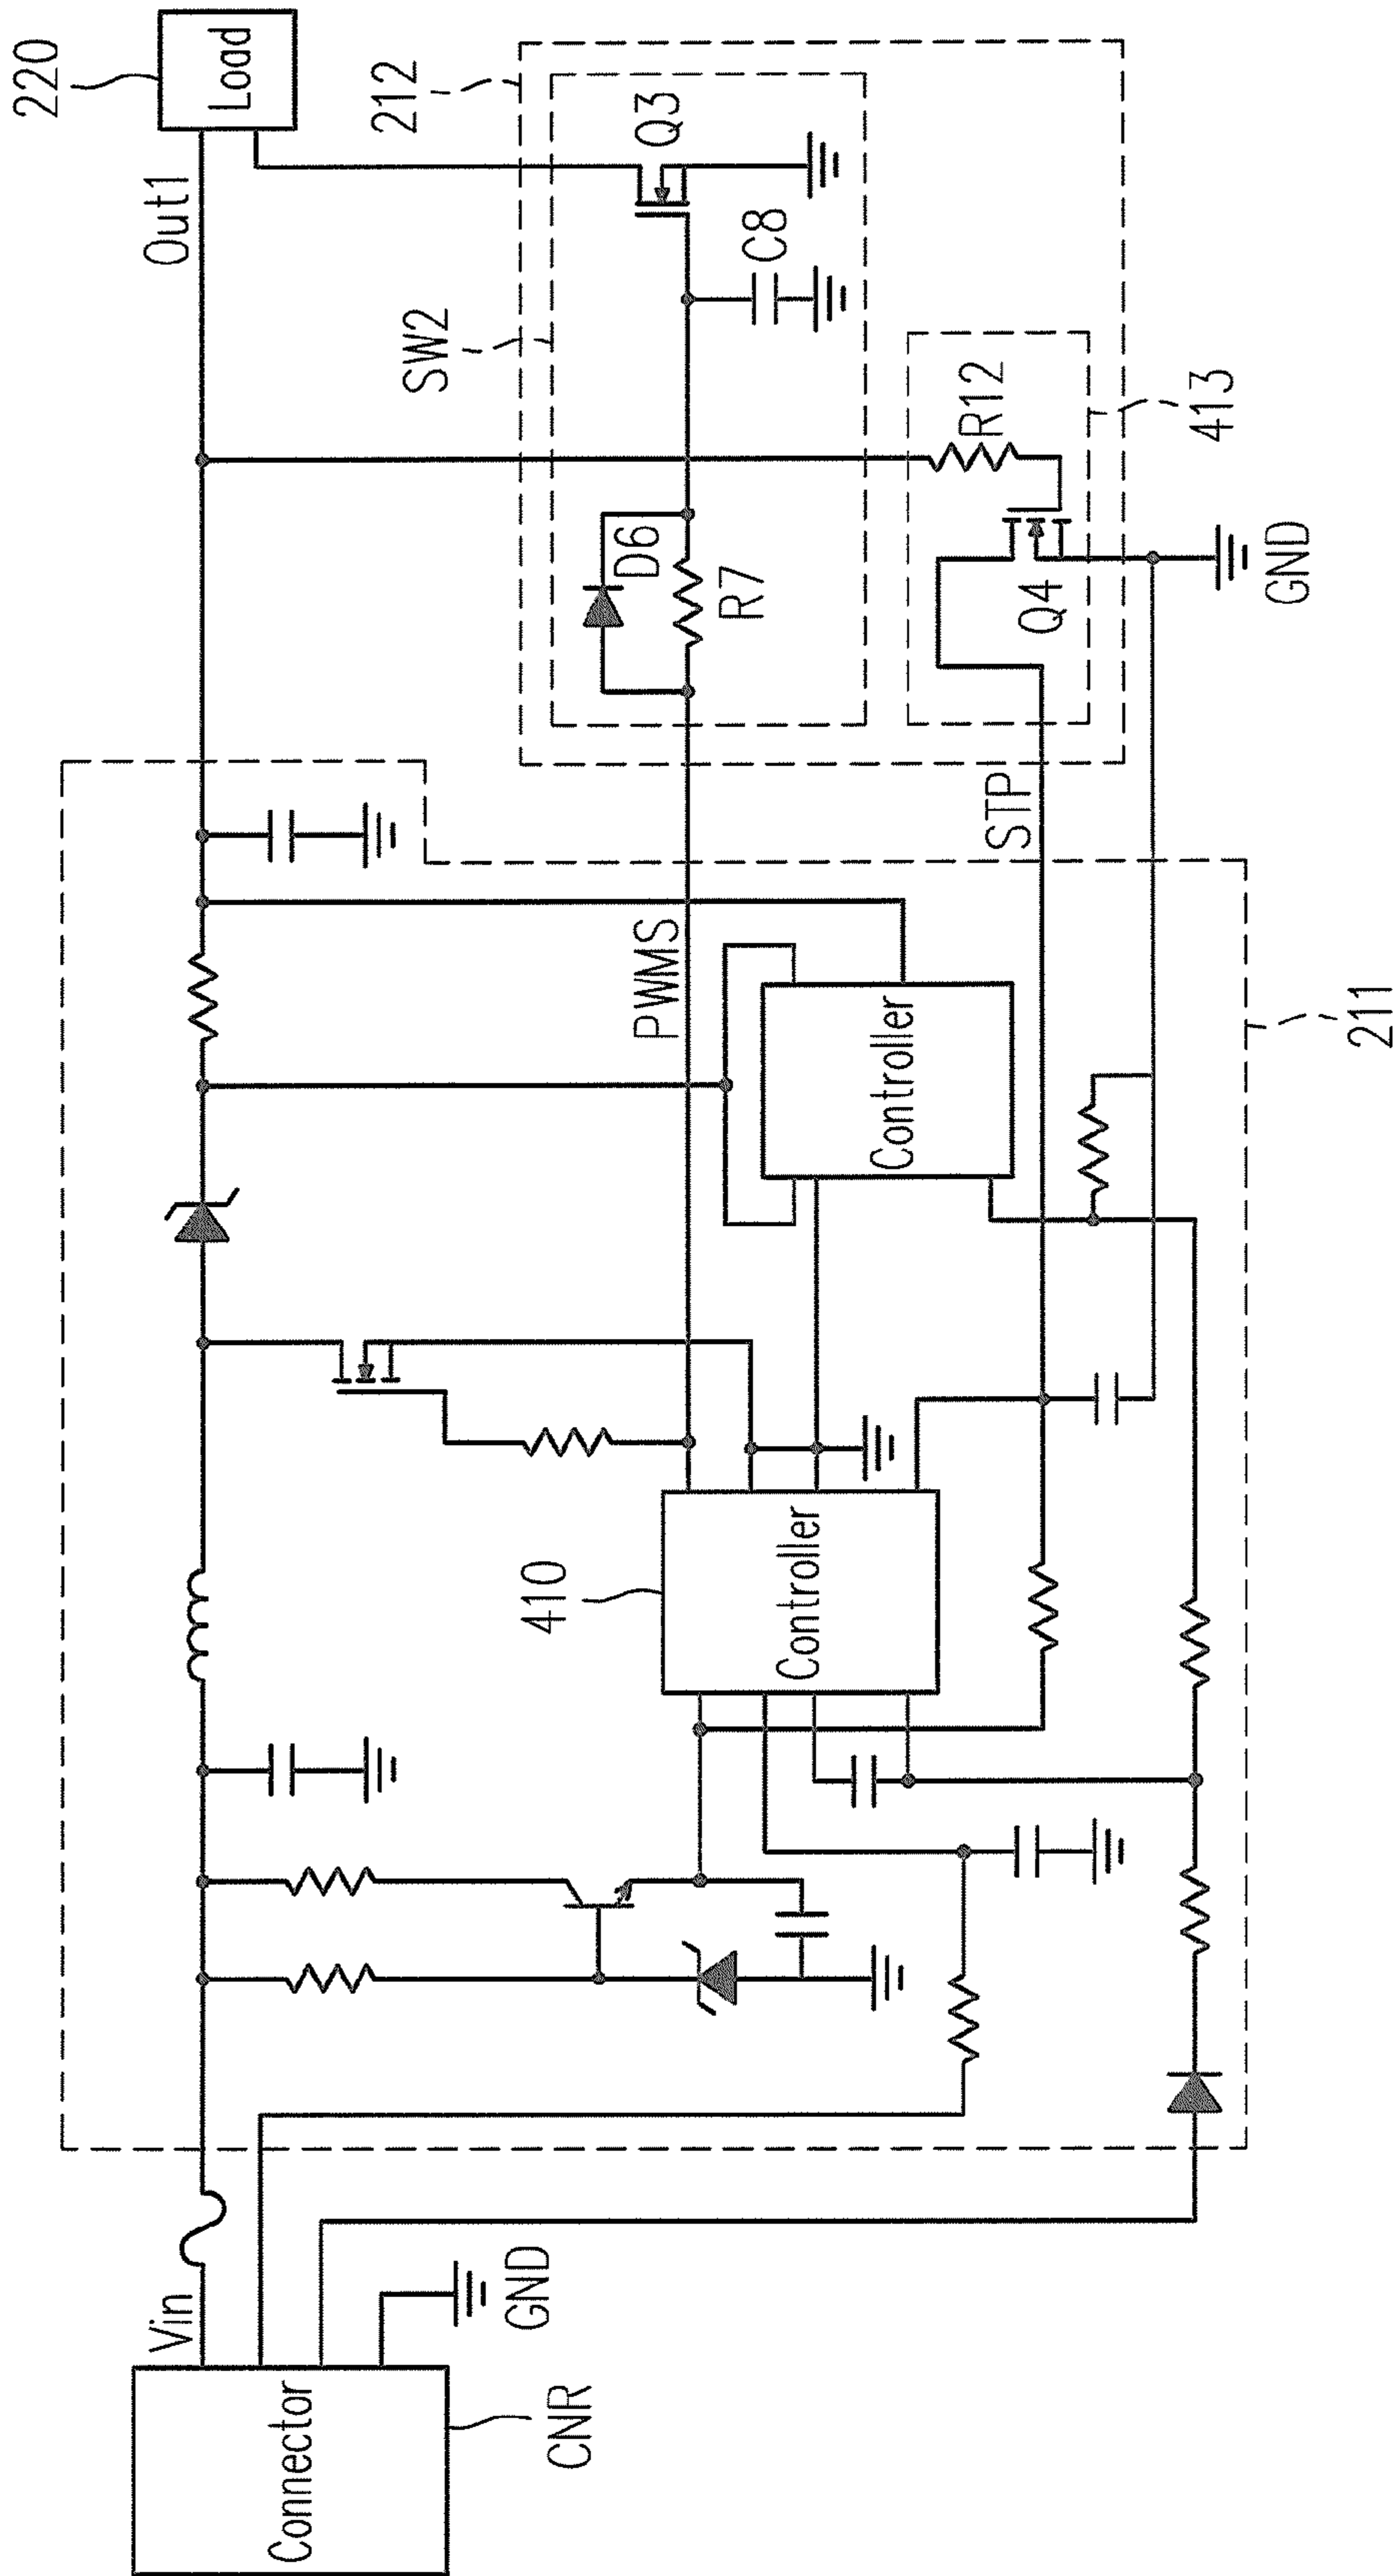 220
Load
Out1
212
Q3
C8
SW2
R12
413
D6
R7
Q4
GND
STP
PWMS
Controller
211
410
Controller
Vin
GND
Connector
CNR